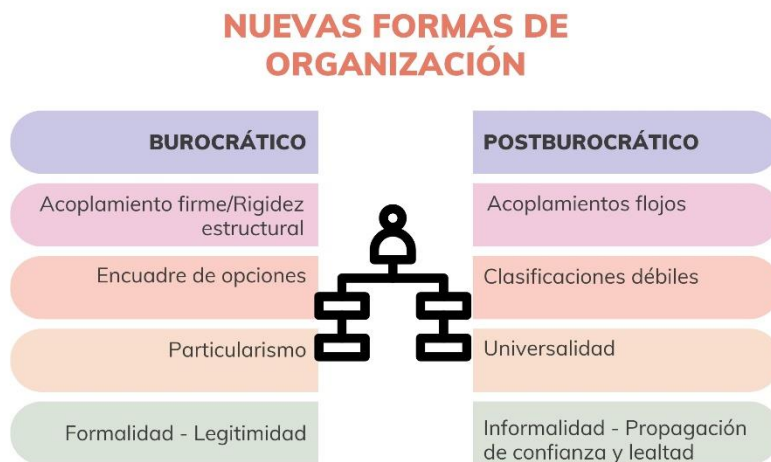 NUEVAS FORMAS DE
ORGANIZACIÓN
BUROCRÁTICO
POSTBUROCRÁTICO
Acoplamiento firme/Rigidez
estructural
Acoplamientos flojos
Encuadre de opciones
Clasificaciones débiles
Particularismo
Universalidad
Formalidad - Legitimidad
Informalidad - Propagación
de confianza y lealtad